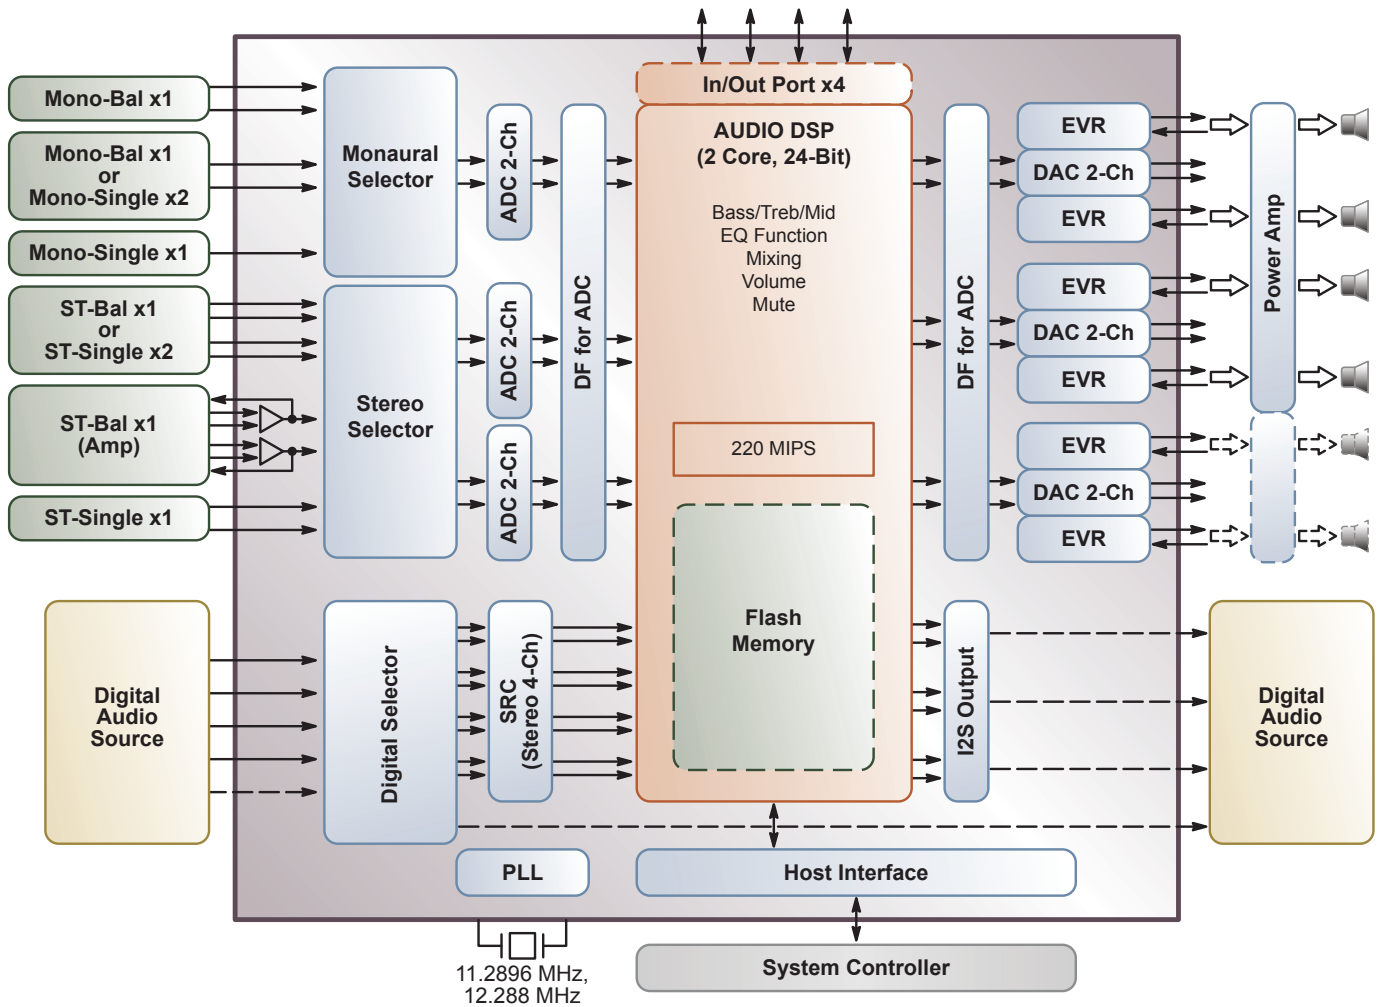 In/Out Port x4
Mono-Bal x1
Mono-Bal x1
or
Mono-Single x2
Mono-Single x1
ST-Bal x1
or
ST-Single x2
ST-Bal x1
(Amp)
ST-Single x1
Digital
Audio
Source
Monaural
Selector
Stereo
Selector
Digital Selector
ADC 2-Ch
ADC 2-Ch
ADC 2-Ch
SRC
(Stereo 4-Ch)
DF for ADC
AUDIO DSP
(2 Core, 24-Bit)
Bass/Treb/Mid
EQ Function
Mixing
Volume
Mute
220 MIPS
Flash
Memory
DF for ADC
I2S Output
EVR
DAC 2-Ch
EVR
EVR
DAC 2-Ch
EVR
EVR
DAC 2-Ch
EVR
Power Amp
Digital
Audio
Source
PLL
Host Interface
11.2896 MHz,
12.288 MHz
System Controller